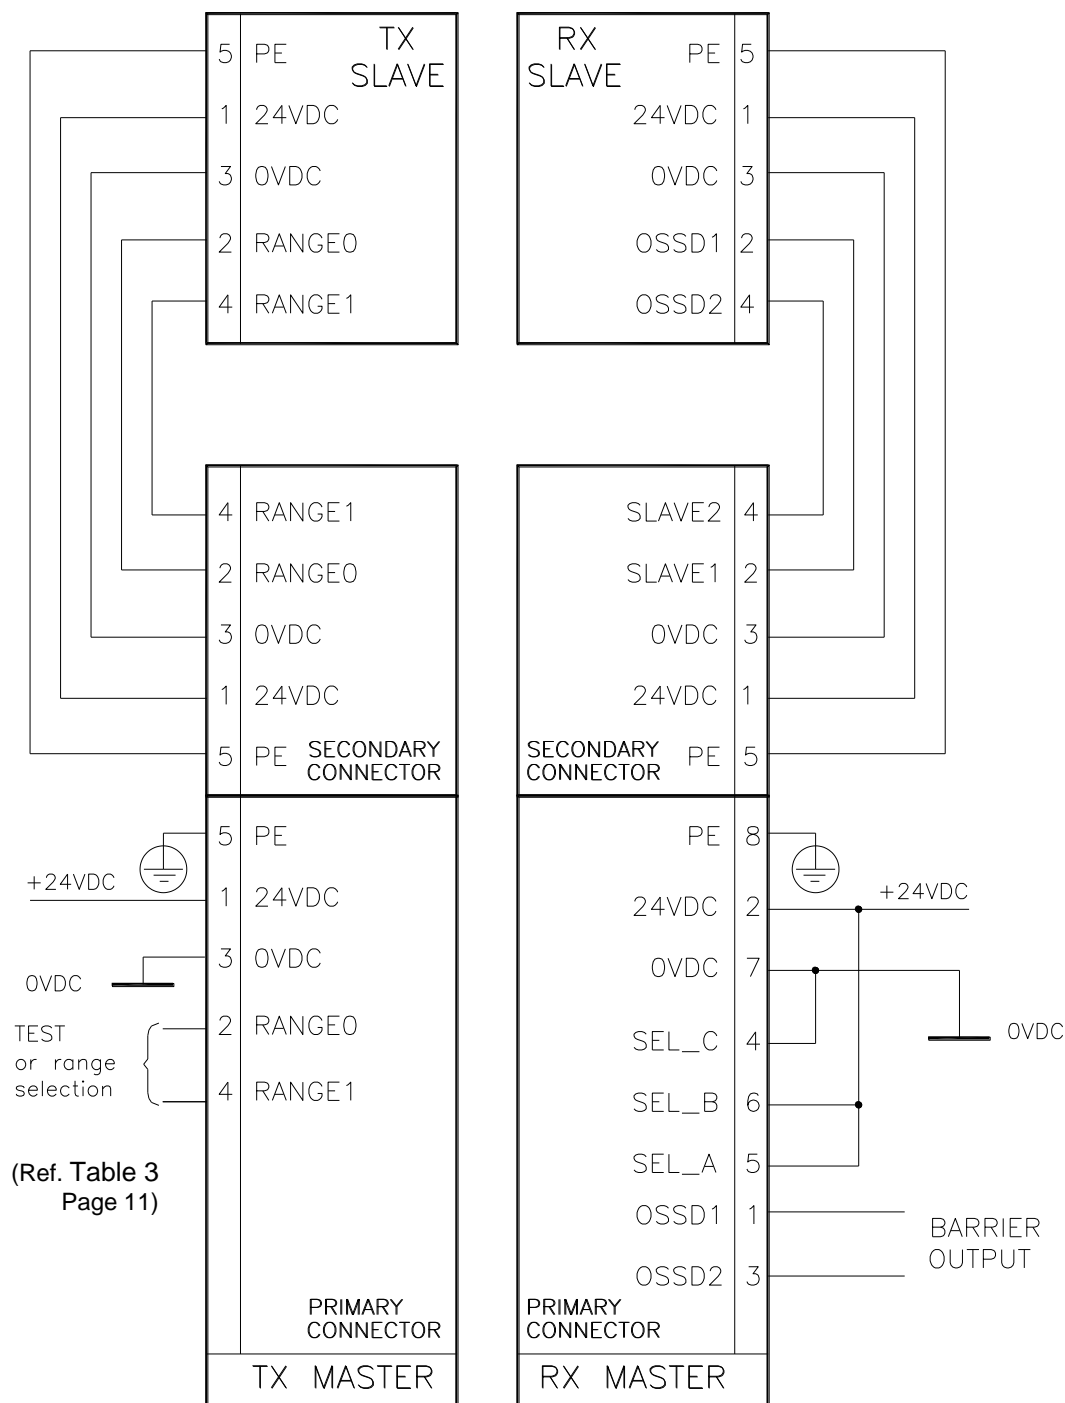 TX
SLAVE
5 PE
1 24VDC
3 0VDC
2 RANGE0
4 RANGE1
RX
SLAVE
PE 5
24VDC 1
0VDC 3
OSSD1 2
OSSD2 4
4 RANGE1
2 RANGE0
3 0VDC
1 24VDC
5 PE
SECONDARY
CONNECTOR
SLAVE2 4
SLAVE1 2
0VDC 3
24VDC 1
PE 5
SECONDARY
CONNECTOR
5 PE
+24VDC
1 24VDC
3 0VDC
0VDC
2 RANGE0
4 RANGE1
TEST
or range
selection
(Ref. Table 3
Page 11)
PRIMARY
CONNECTOR
TX MASTER
PE 8
24VDC 2
+24VDC
0VDC 7
0VDC
SEL_C 4
SEL_B 6
SEL_A 5
OSSD1 1
OSSD2 3
BARRIER
OUTPUT
PRIMARY
CONNECTOR
RX MASTER